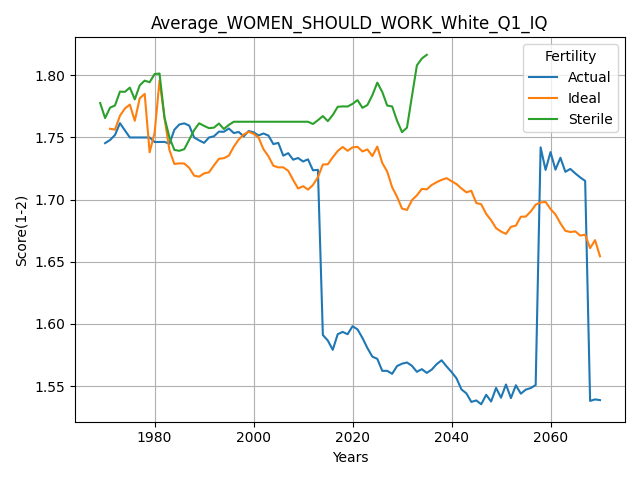 Average_WOMEN_SHOULD_WORK_White_Q1_IQ
Fertility
Actual
Ideal
Sterile
Score(1-2)
1.80
1.75
1.70
1.65
1.60
1.55
1980 2000 2020 2040 2060
Years